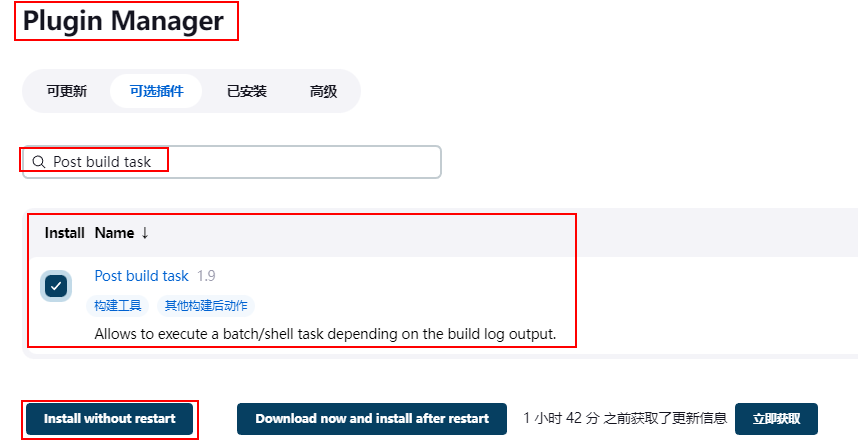 Plugin Manager
可更新 可选插件 已安装 高级
Post build task
Install Name ↓
Post build task 1.9
构建工具 其他构建后动作
Allows to execute a batch/shell task depending on the build log output.
Install without restart Download now and install after restart 1 小时 42 分 之前获取了更新信息 立即获取